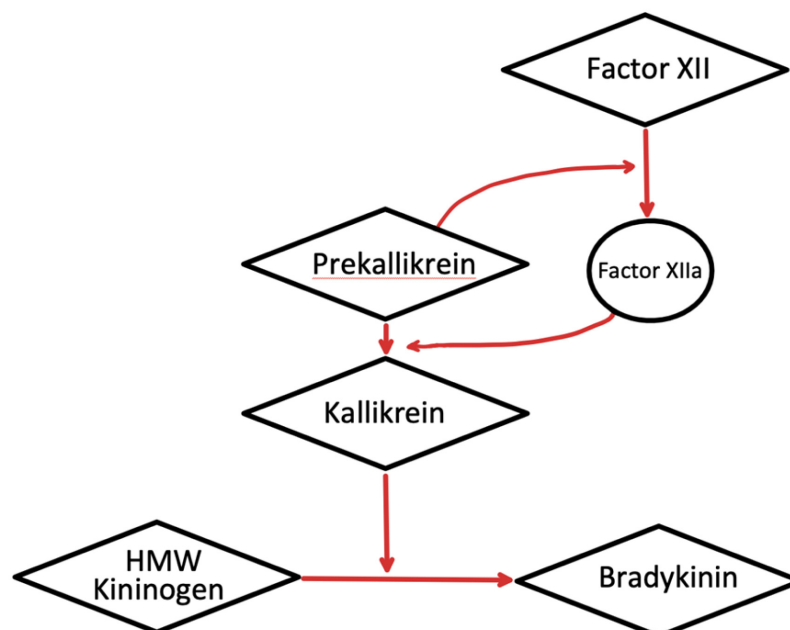 Factor XII
Prekallikrein
Factor XIIa
Kallikrein
HMW
Kininogen
Bradykinin